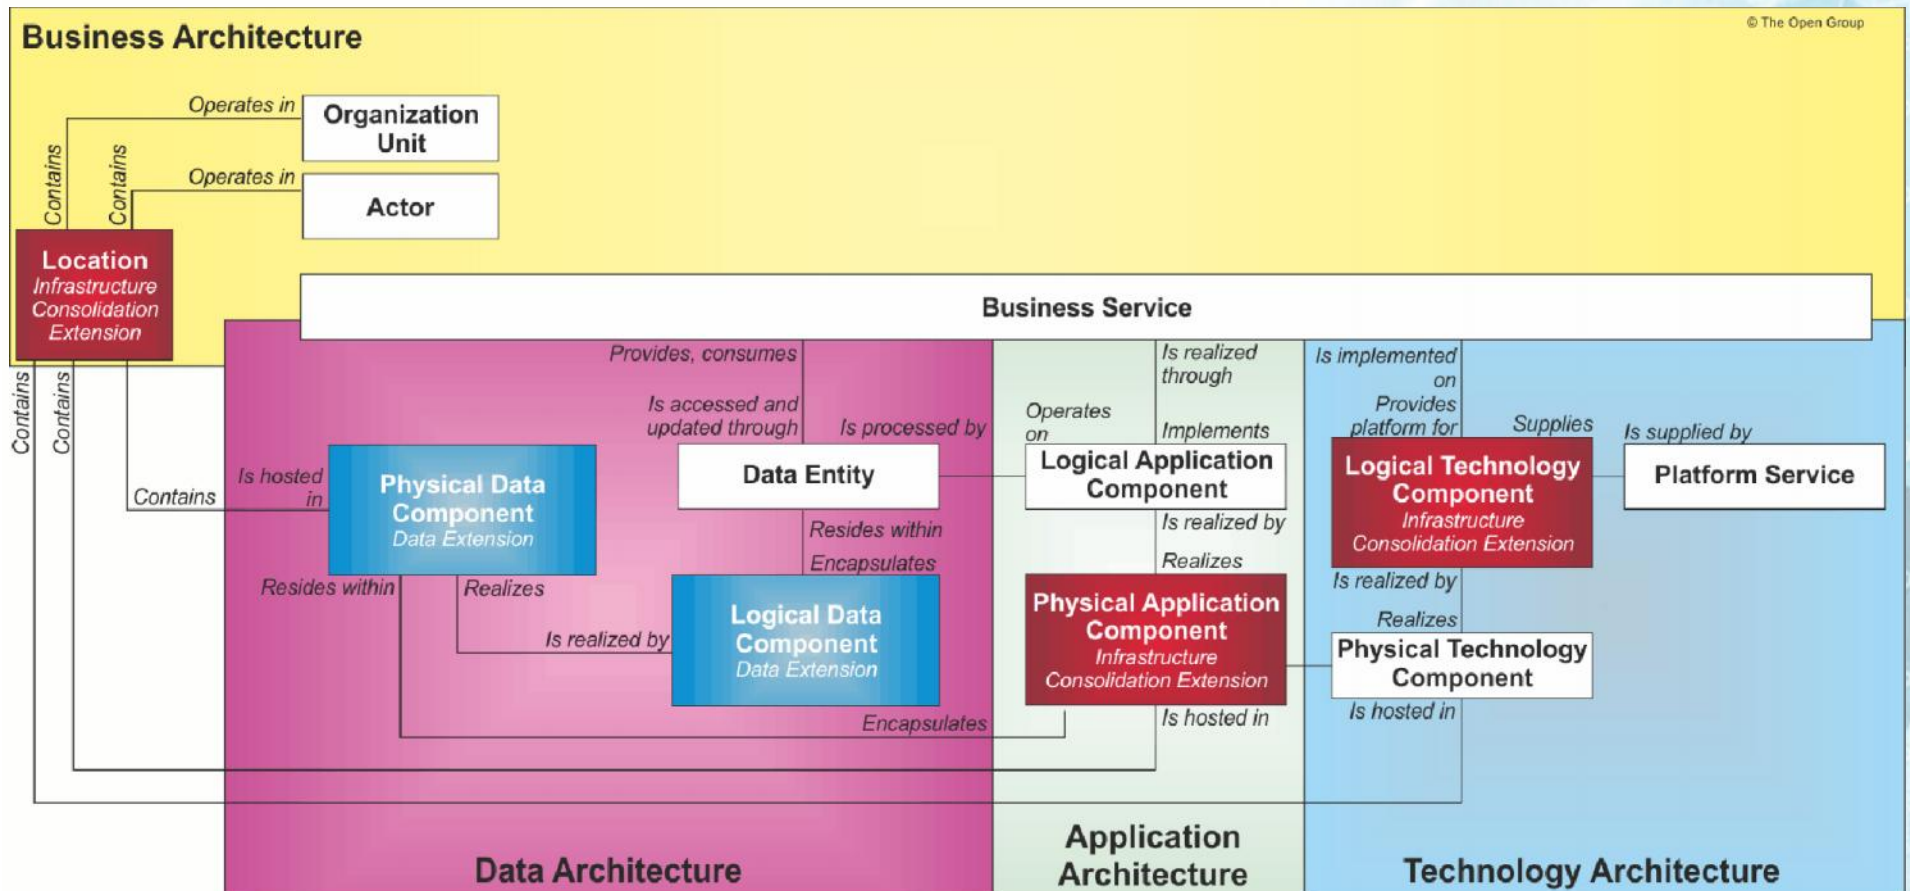 © The Open Group
Business Architecture
Operates in
Organization
Unit
Contains
Contains
Operates in
Actor
Location
Infrastructure
Consolidation
Extension
Business Service
Provides, consumes
Is realized
through
Is implemented
on
Contains
Contains
Is accessed and
updated through
Is processed by
Operates
on
Implements
Provides
platform for
Supplies
Is supplied by
Contains
Is hosted
in
Physical Data
Component
Data Extension
Data Entity
Logical Application
Component
Logical Technology
Component
Infrastructure
Consolidation Extension
Platform Service
Resides within
Is realized by
Encapsulates
Realizes
Resides within
Realizes
Is realized by
Is realized by
Logical Data
Component
Data Extension
Physical Application
Component
Infrastructure
Consolidation Extension
Realizes
Physical Technology
Component
Encapsulates
Is hosted in
Is hosted in
Data Architecture
Application
Architecture
Technology Architecture